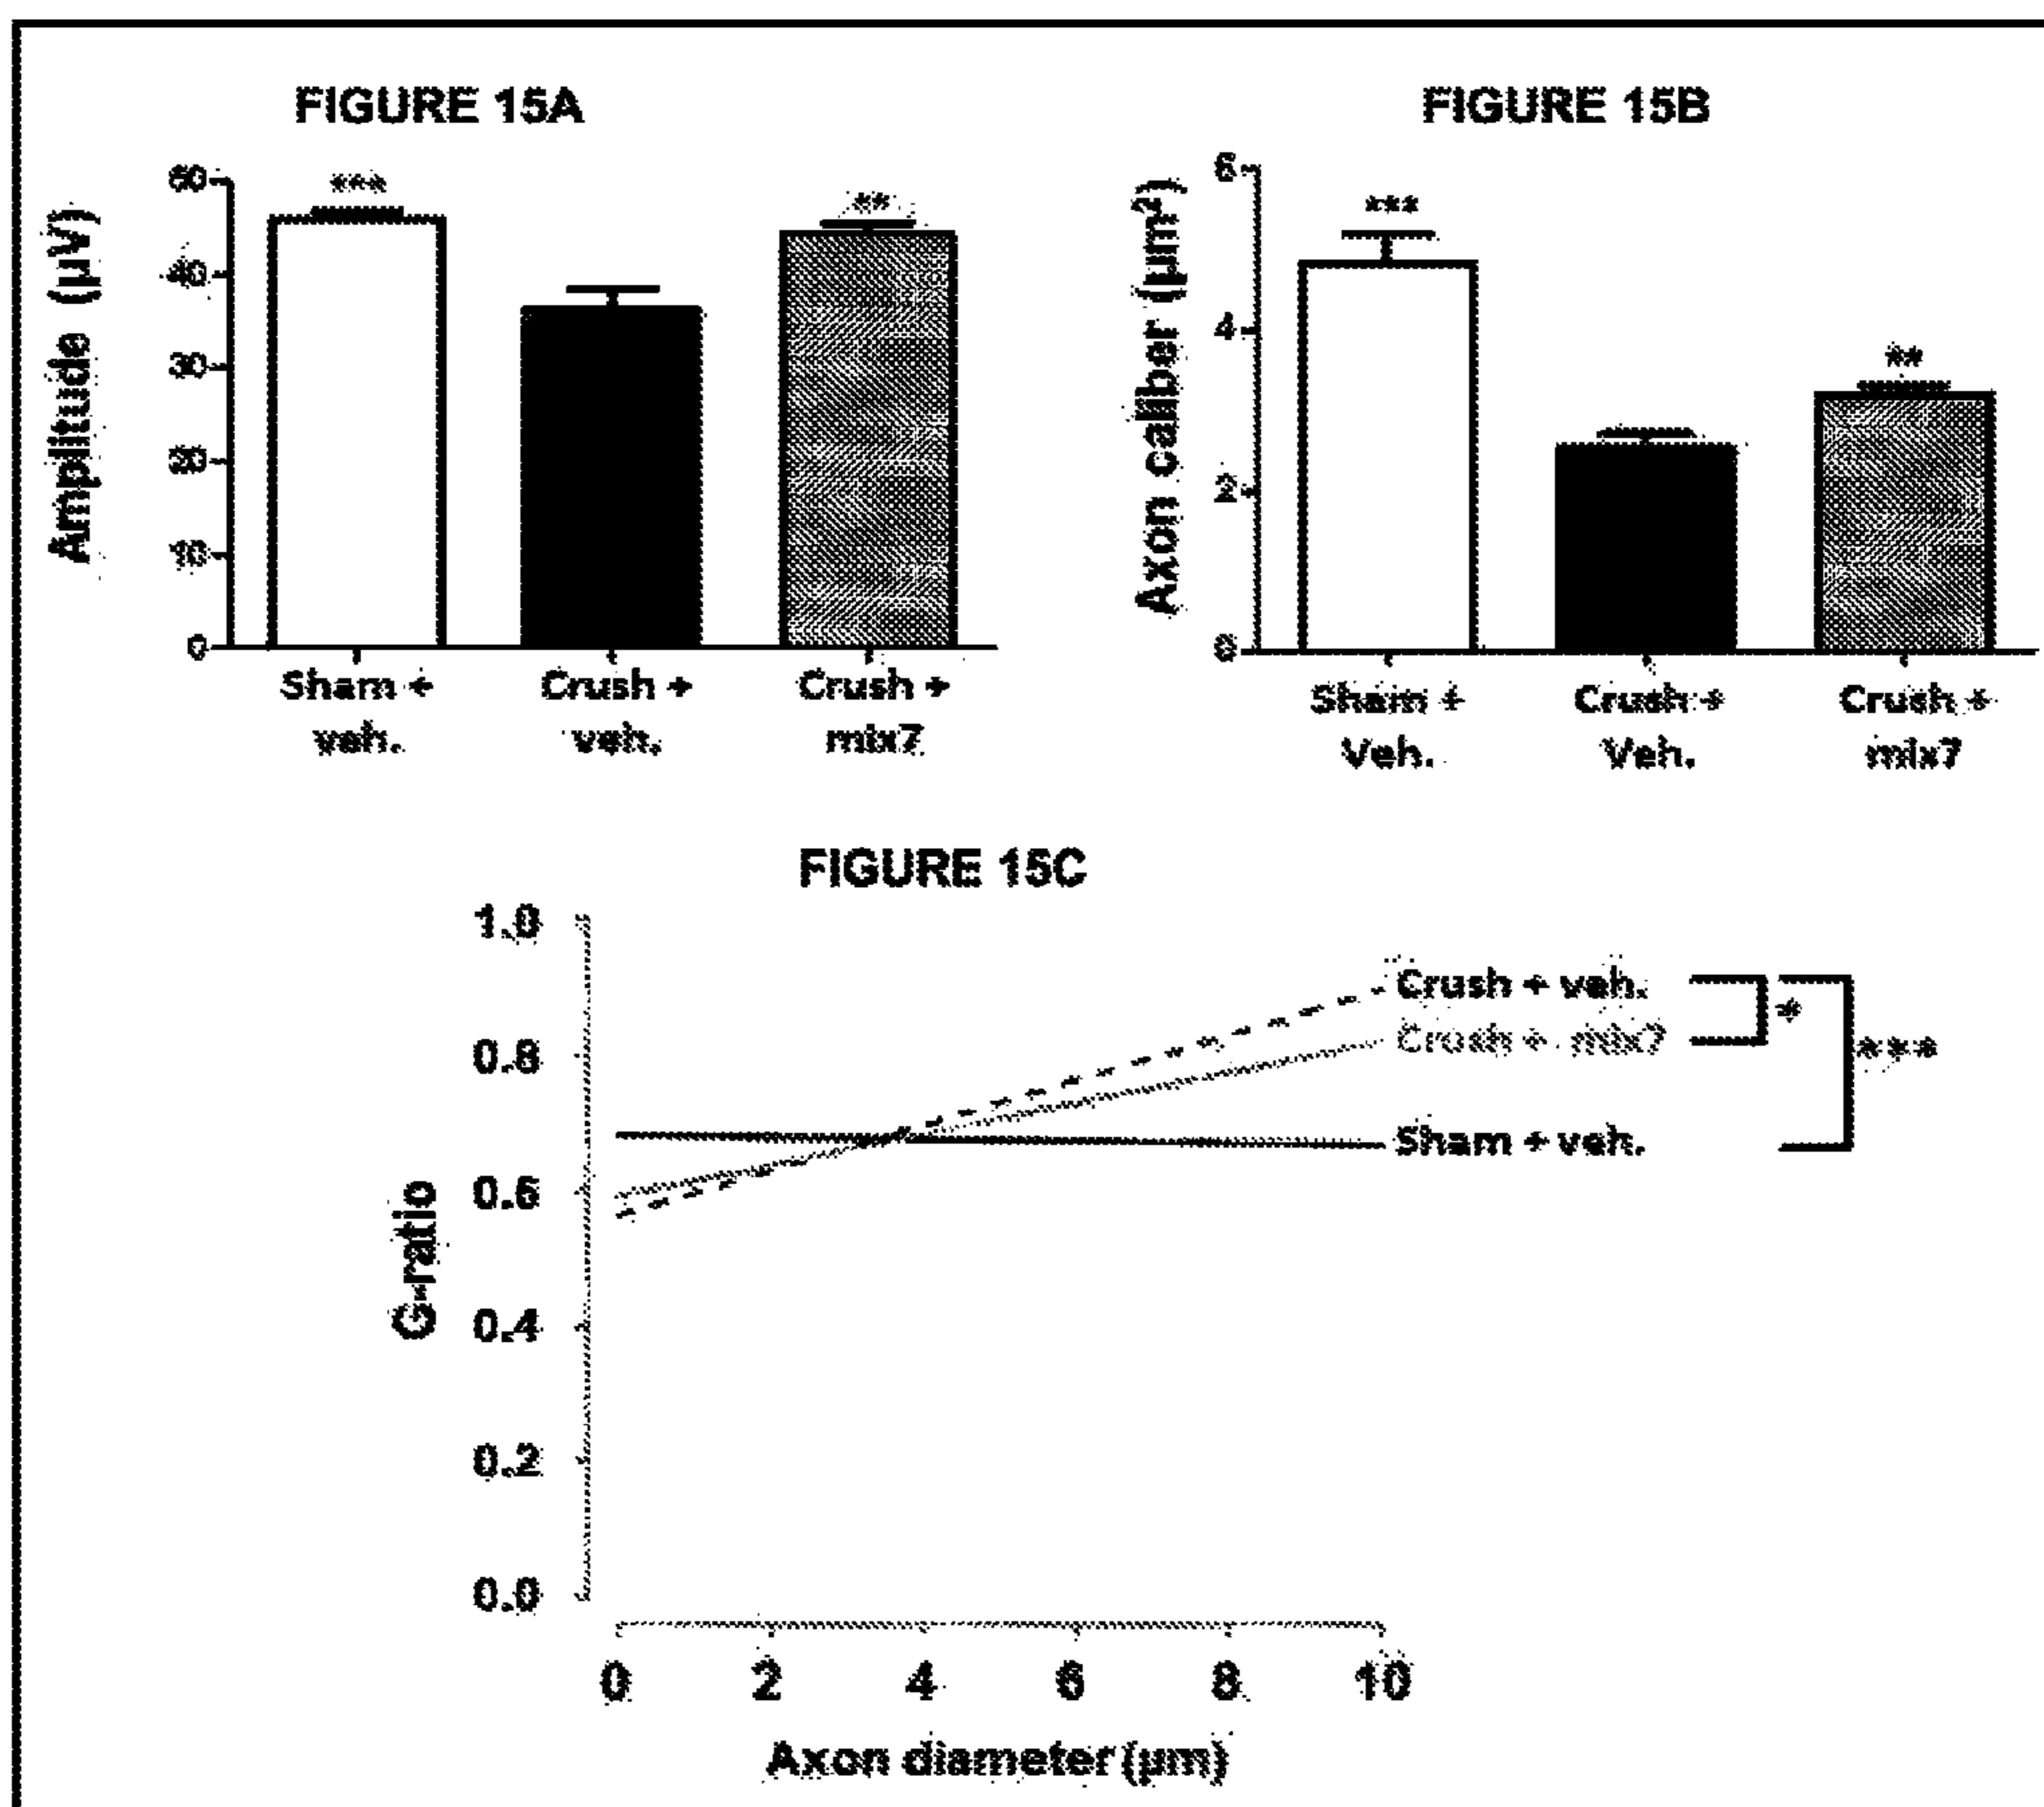 FIGURE 15A
***
**
50
40
30
20
10
0
Amplitude (µV)
Sham + veh.
Crush + veh.
Crush + mix7
FIGURE 15B
***
**
6
4
2
0
Axon caliber (µm²)
Sham + Veh.
Crush + Veh.
Crush + mix7
FIGURE 15C
1.0
0.8
0.6
0.4
0.2
0.0
G-ratio
Crush + veh.
Crush + mix7
Sham + veh.
*
***
0 2 4 6 8 10
Axon diameter (µm)